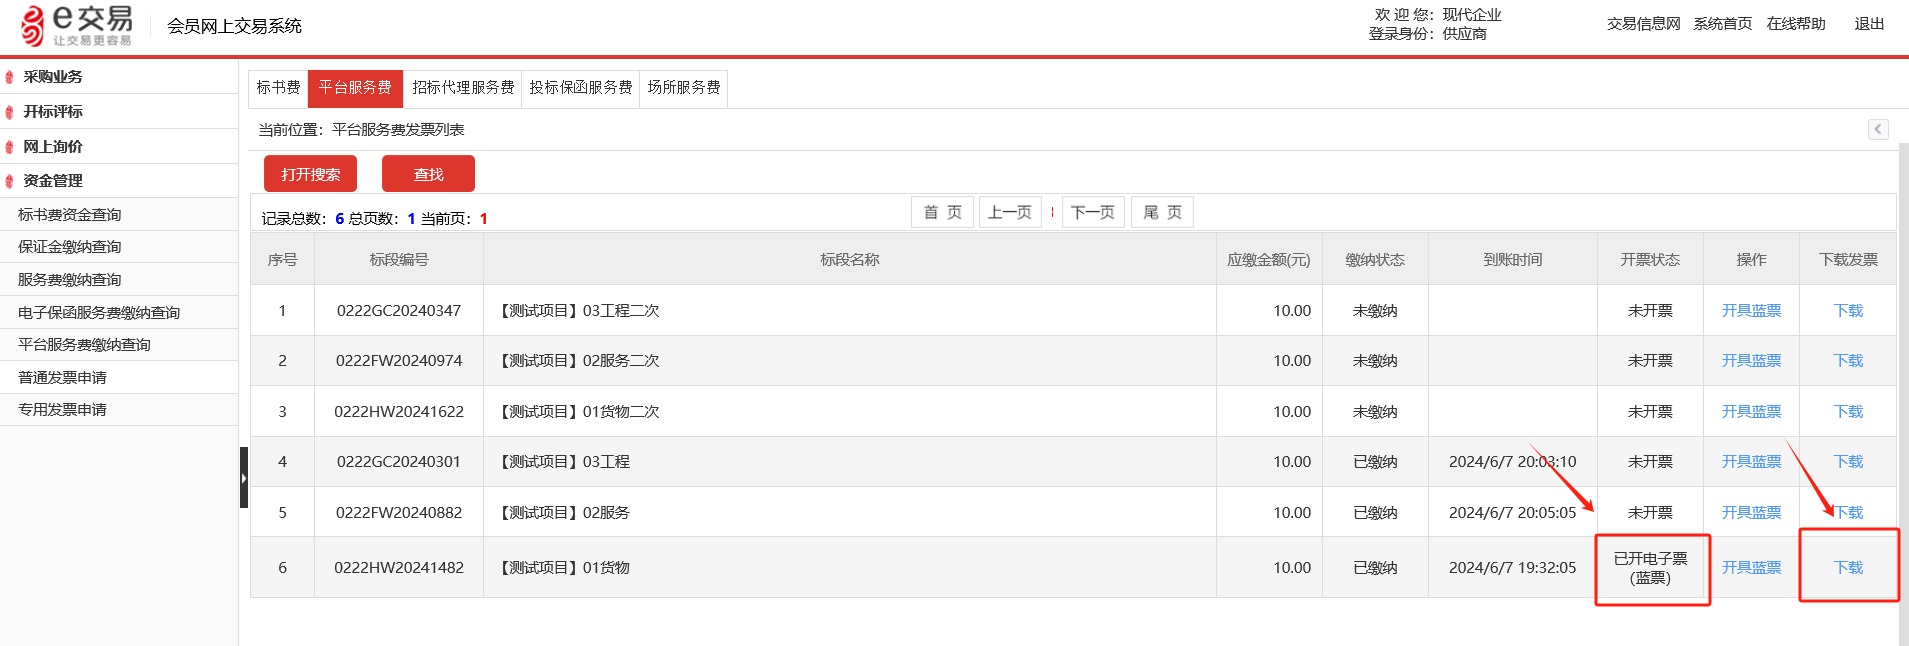 e交易
让交易更容易
会员网上交易系统
欢 迎 您：现代企业
登录身份：供应商
交易信息网 系统首页 在线帮助 退出
采购业务
开标评标
网上询价
资金管理
标书费资金查询
保证金缴纳查询
服务费缴纳查询
电子保函服务费缴纳查询
平台服务费缴纳查询
普通发票申请
专用发票申请
标书费 平台服务费 招标代理服务费 投标保函服务费 场所服务费
当前位置：平台服务费发票列表
打开搜索 查找
记录总数：6 总页数：1 当前页：1
首 页 上一页 下一页 尾 页
序号 标段编号 标段名称 应缴金额(元) 缴纳状态 到账时间 开票状态 操作 下载发票
1 0222GC20240347 【测试项目】03工程二次 10.00 未缴纳 未开票 开具蓝票 下载
2 0222FW20240974 【测试项目】02服务二次 10.00 未缴纳 未开票 开具蓝票 下载
3 0222HW20241622 【测试项目】01货物二次 10.00 未缴纳 未开票 开具蓝票 下载
4 0222GC20240301 【测试项目】03工程 10.00 已缴纳 2024/6/7 20:03:10 未开票 开具蓝票 下载
5 0222FW20240882 【测试项目】02服务 10.00 已缴纳 2024/6/7 20:05:05 未开票 开具蓝票 下载
6 0222HW20241482 【测试项目】01货物 10.00 已缴纳 2024/6/7 19:32:05 已开电子票 开具蓝票 下载
(蓝票)